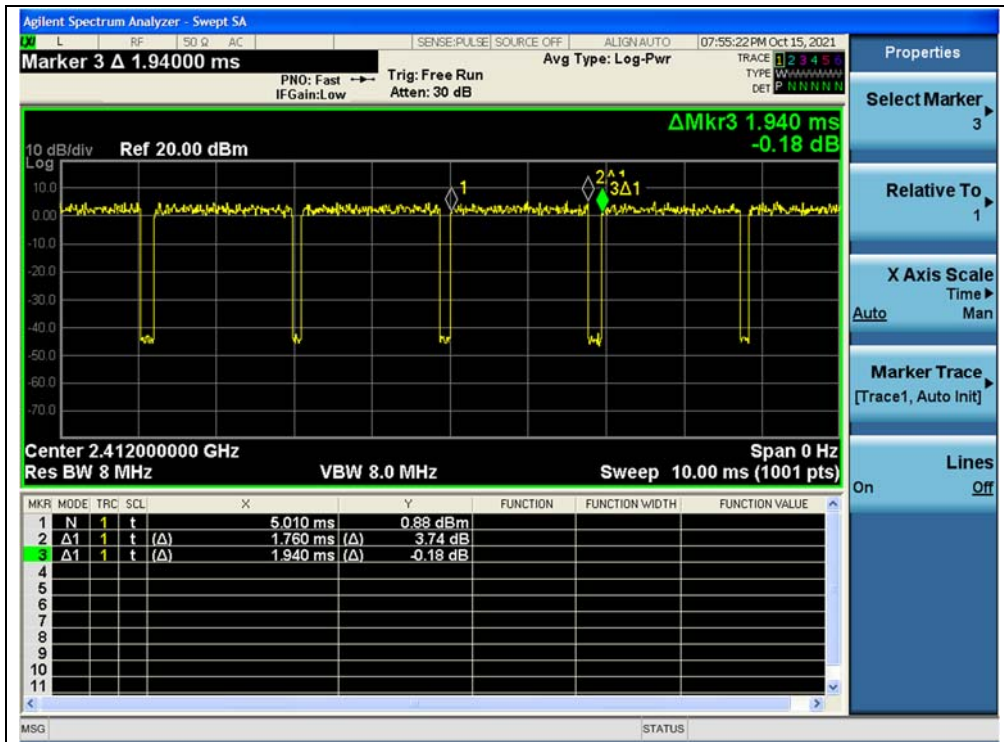 Agilent Spectrum Analyzer - Swept SA
LXI L RF 50 Ω AC SENSE:PULSE SOURCE OFF ALIGN AUTO 07:55:22 PM Oct 15, 2021
Marker 3 Δ 1.94000 ms
PNO: Fast
IFGain:Low
Trig: Free Run
Atten: 30 dB
Avg Type: Log-Pwr
TRACE 1 2 3 4 5 6
TYPE W
DET P N N N N N
ΔMkr3 1.940 ms
-0.18 dB
10 dB/div Ref 20.00 dBm
Log
10.0
0.00
-10.0
-20.0
-30.0
-40.0
-50.0
-60.0
-70.0
1
2Δ1
3Δ1
Center 2.412000000 GHz Span 0 Hz
Res BW 8 MHz VBW 8.0 MHz Sweep 10.00 ms (1001 pts)
MKR MODE TRC SCL X Y FUNCTION FUNCTION WIDTH FUNCTION VALUE
1 N 1 t 5.010 ms 0.88 dBm
2 Δ1 1 t (Δ) 1.760 ms (Δ) 3.74 dB
3 Δ1 1 t (Δ) 1.940 ms (Δ) -0.18 dB
4
5
6
7
8
9
10
11
MSG STATUS
Properties
Select Marker
3
Relative To
1
X Axis Scale
Time
Auto Man
Marker Trace
[Trace1, Auto Init]
Lines
On Off